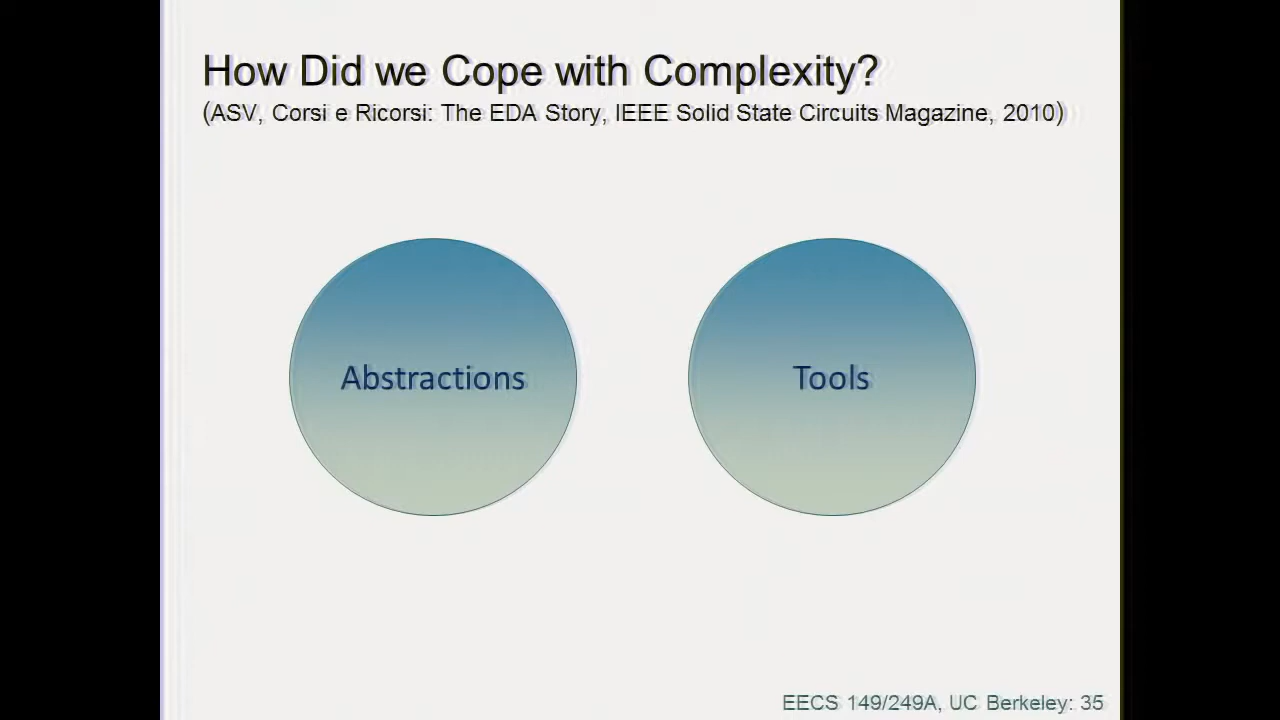 How Did we Cope with Complexity?
(ASV, Corsi e Ricorsi: The EDA Story, IEEE Solid State Circuits Magazine, 2010)
Abstractions
Tools
EECS 149/249A, UC Berkeley: 35